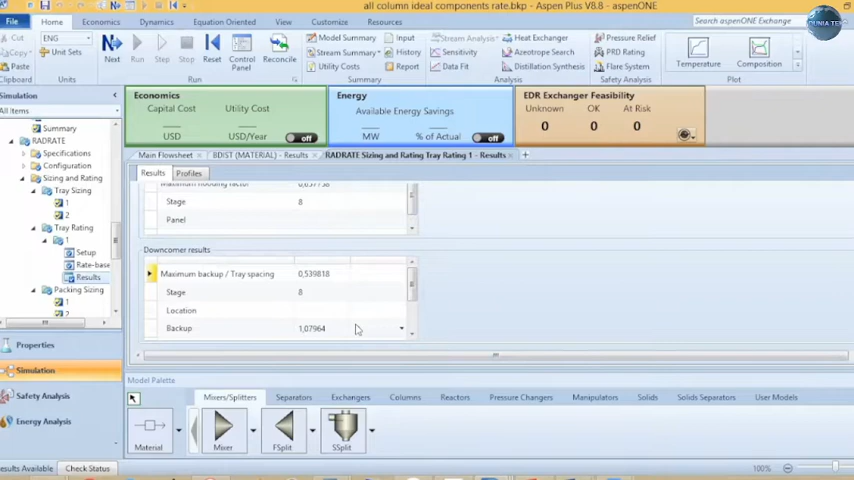 all column ideal components rate.bkp - Aspen Plus V8.8 - aspenONE
File Home Economics Dynamics Equation Oriented View Customize Resources
Search aspenONE Exchange
DUNIA TEK
Cut ENG Model Summary Input Stream Analysis Heat Exchanger Pressure Relief
Copy Unit Sets Stream Summary History Sensitivity Azeotrope Search PRD Rating
Paste Next Run Step Stop Reset Control Panel Reconcile Utility Costs Report Data Fit Distillation Synthesis Flare System Temperature Composition
Clipboard Units Run Summary Analysis Safety Analysis Plot
Simulation
All Items
Summary
RADRATE
Specifications
Configuration
Sizing and Rating
Tray Sizing
1
2
Tray Rating
1
Setup
Rate-base
Results
Packing Sizing
1
2
Properties
Simulation
Safety Analysis
Energy Analysis
Economics
Capital Cost Utility Cost
USD USD/Year off
Energy
Available Energy Savings
MW % of Actual off
EDR Exchanger Feasibility
Unknown OK At Risk
0 0 0
Main Flowsheet BDIST (MATERIAL) - Results RADRATE Sizing and Rating Tray Rating 1 - Results
Results Profiles
Maximum flooding factor 0,657758
Stage 8
Panel
Downcomer results
Maximum backup / Tray spacing 0,539818
Stage 8
Location
Backup 1,07964
Model Palette
Mixers/Splitters Separators Exchangers Columns Reactors Pressure Changers Manipulators Solids Solids Separators User Models
Material Mixer FSplit SSplit
Results Available Check Status 100%